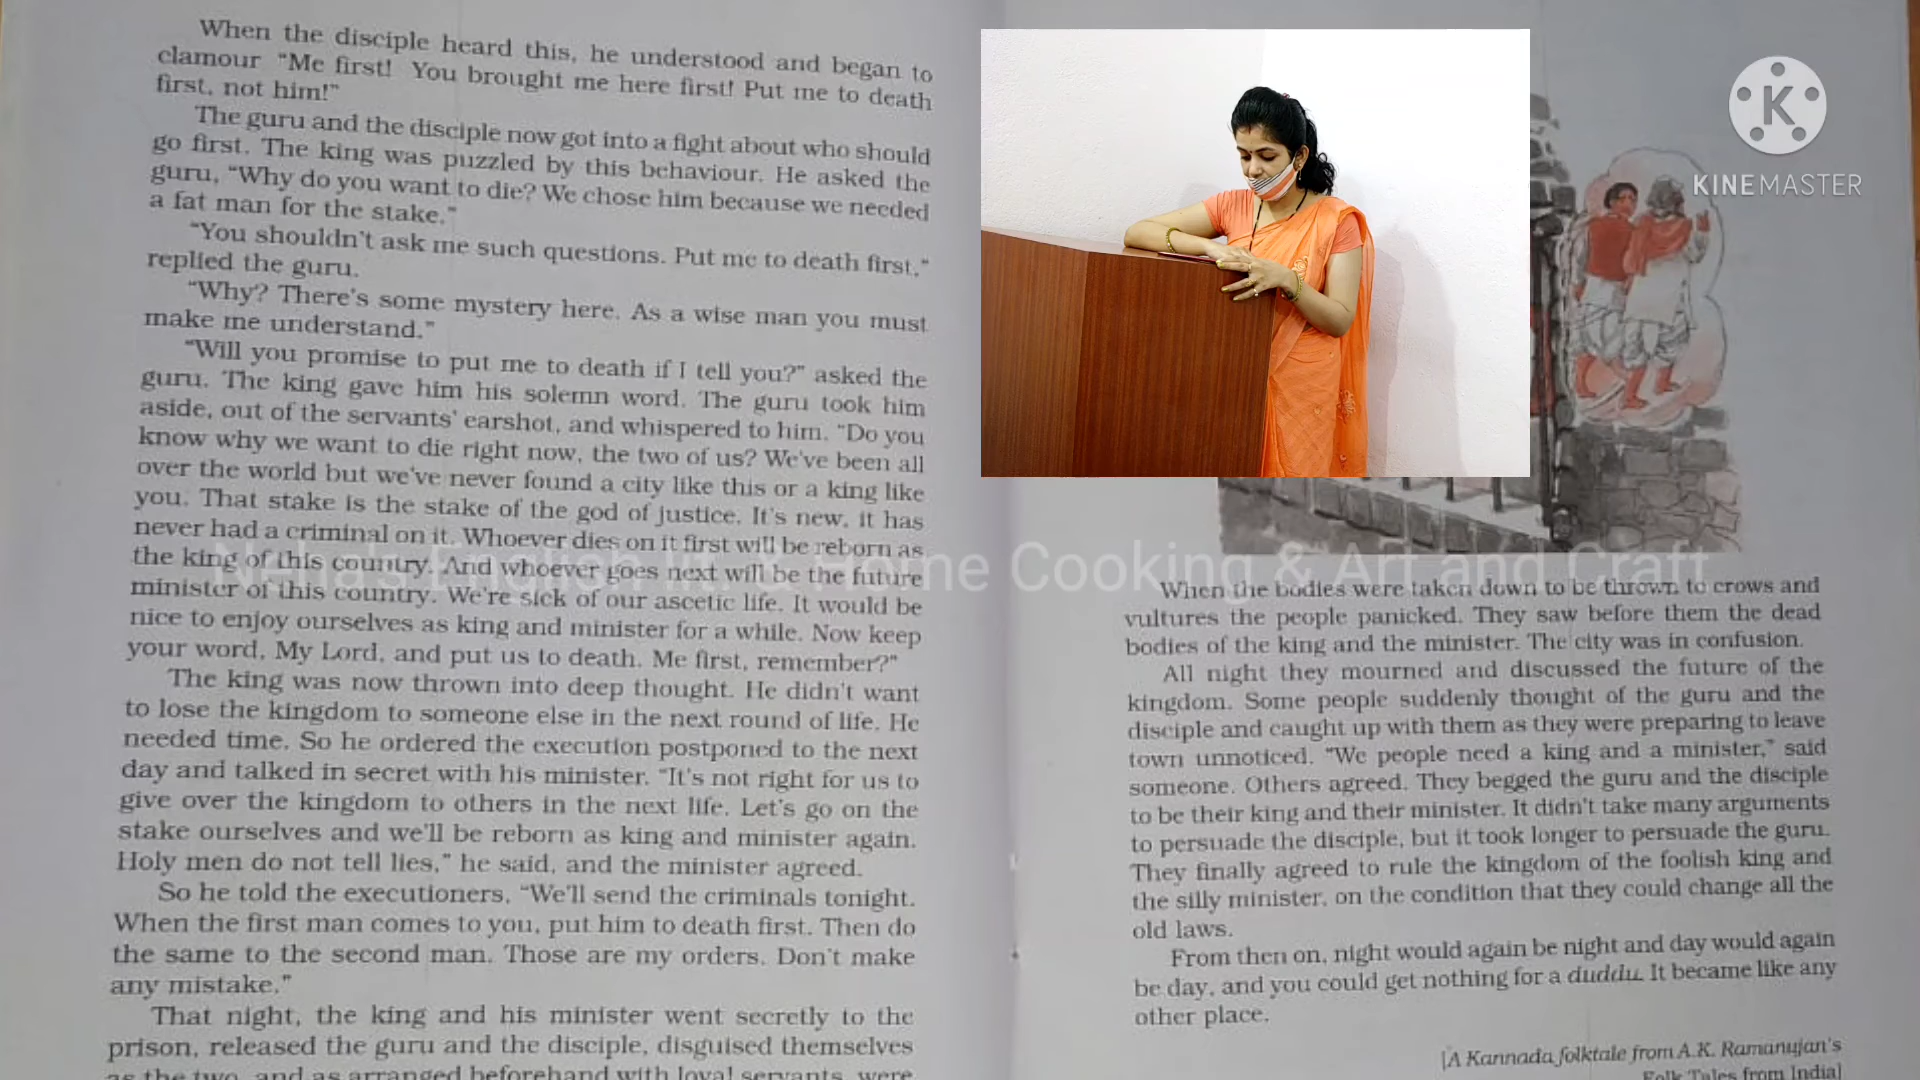 When the disciple heard this, he understood and began to
clamour "Me first! You brought me here first! Put me to death
first, not him!"
The guru and the disciple now got into a fight about who should
go first. The king was puzzled by this behaviour. He asked the
guru, "Why do you want to die? We chose him because we needed
a fat man for the stake."
"You shouldn't ask me such questions. Put me to death first,"
replied the guru.
"Why? There's some mystery here. As a wise man you must
make me understand."
"Will you promise to put me to death if I tell you?" asked the
guru. The king gave him his solemn word. The guru took him
aside, out of the servants' earshot, and whispered to him. "Do you
know why we want to die right now, the two of us? We've been all
over the world but we've never found a city like this or a king like
you. That stake is the stake of the god of justice. It's new, it has
never had a criminal on it. Whoever dies on it first will be reborn as
the king of this country. And whoever goes next will be the future
minister of this country. We're sick of our ascetic life. It would be
nice to enjoy ourselves as king and minister for a while. Now keep
your word, My Lord, and put us to death. Me first, remember?"
The king was now thrown into deep thought. He didn't want
to lose the kingdom to someone else in the next round of life. He
needed time. So he ordered the execution postponed to the next
day and talked in secret with his minister. "It's not right for us to
give over the kingdom to others in the next life. Let's go on the
stake ourselves and we'll be reborn as king and minister again.
Holy men do not tell lies," he said, and the minister agreed.
So he told the executioners, "We'll send the criminals tonight.
When the first man comes to you, put him to death first. Then do
the same to the second man. Those are my orders. Don't make
any mistake."
That night, the king and his minister went secretly to the
prison, released the guru and the disciple, disguised themselves
as the two, and as arranged beforehand with loyal servants, were
KINEMASTER
Home Cooking & Art and Craft
When the bodies were taken down to be thrown to crows and
vultures the people panicked. They saw before them the dead
bodies of the king and the minister. The city was in confusion.
All night they mourned and discussed the future of the
kingdom. Some people suddenly thought of the guru and the
disciple and caught up with them as they were preparing to leave
town unnoticed. "We people need a king and a minister," said
someone. Others agreed. They begged the guru and the disciple
to be their king and their minister. It didn't take many arguments
to persuade the disciple, but it took longer to persuade the guru.
They finally agreed to rule the kingdom of the foolish king and
the silly minister, on the condition that they could change all the
old laws.
From then on, night would again be night and day would again
be day, and you could get nothing for a duddu. It became like any
other place.
[A Kannada folktale from A.K. Ramanujan's
Folk Tales from India]